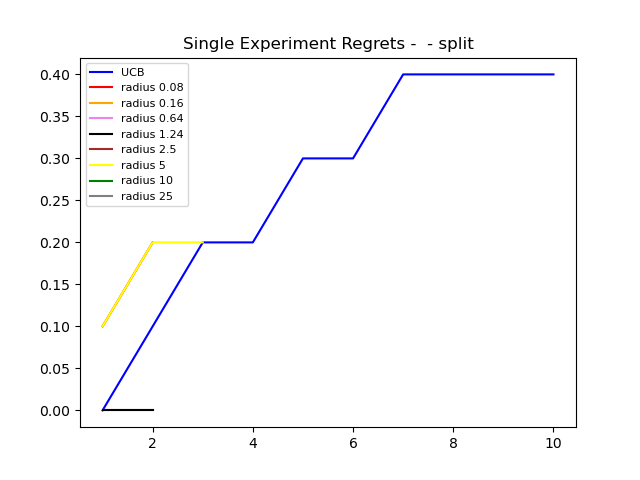 Single Experiment Regrets -  - split
UCB
radius 0.08
radius 0.16
radius 0.64
radius 1.24
radius 2.5
radius 5
radius 10
radius 25
0.40
0.35
0.30
0.25
0.20
0.15
0.10
0.05
0.00
2 4 6 8 10